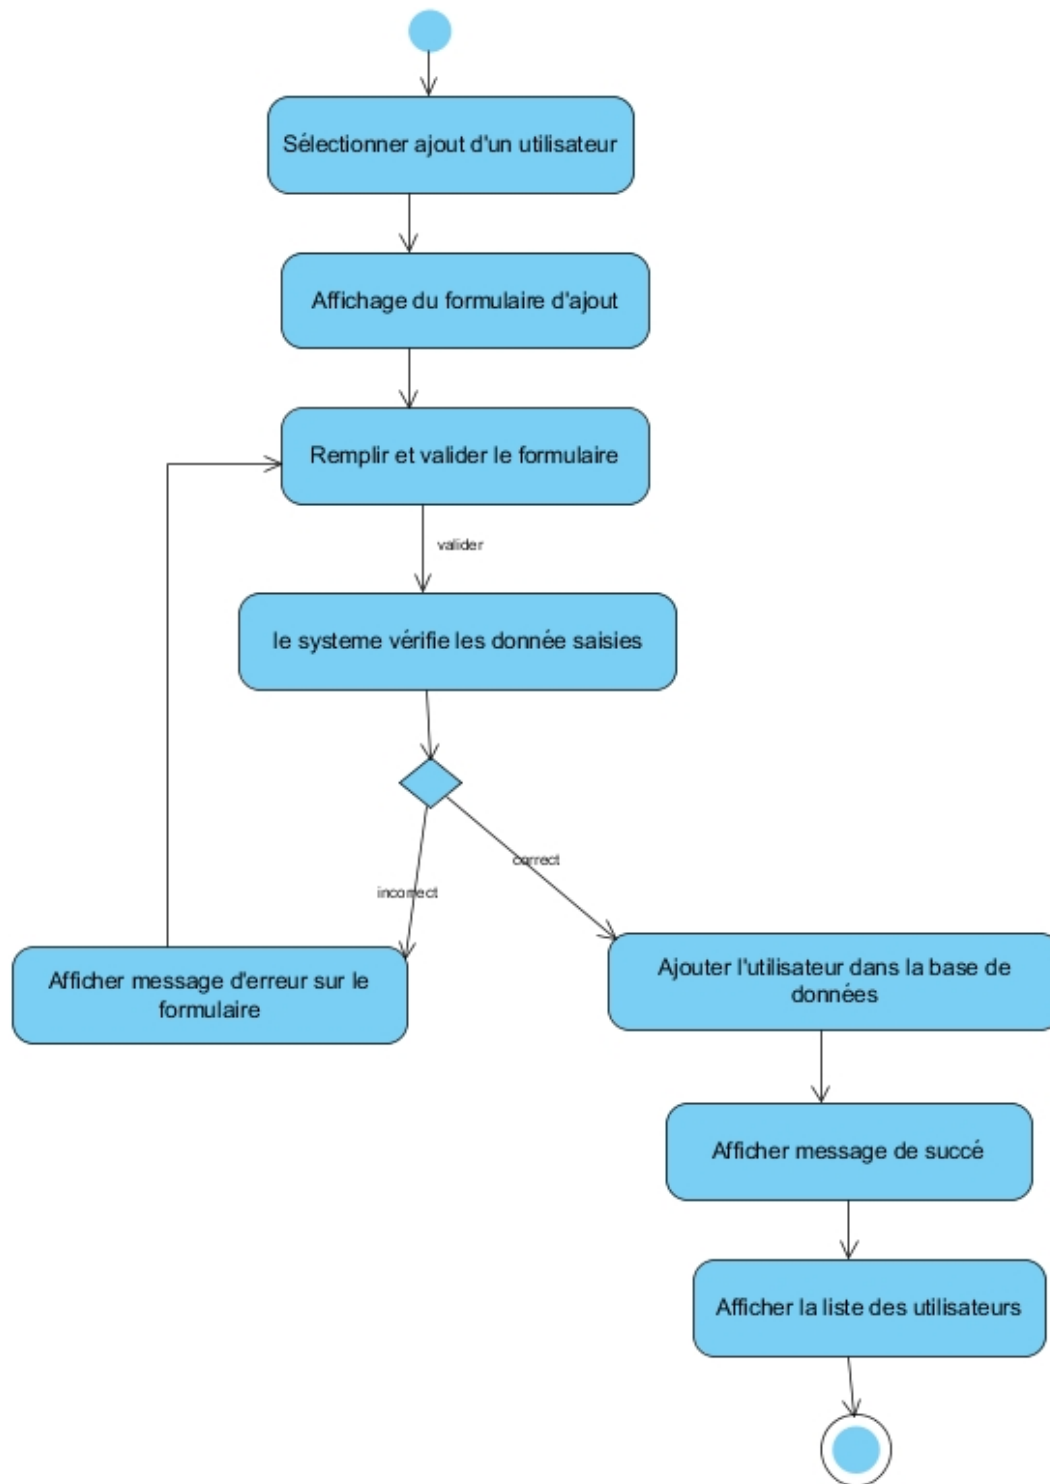 Sélectionner ajout d'un utilisateur
Affichage du formulaire d'ajout
Remplir et valider le formulaire
valider
le systeme vérifie les donnée saisies
correct
incorrect
Afficher message d'erreur sur le
formulaire
Ajouter l'utilisateur dans la base de
données
Afficher message de succé
Afficher la liste des utilisateurs